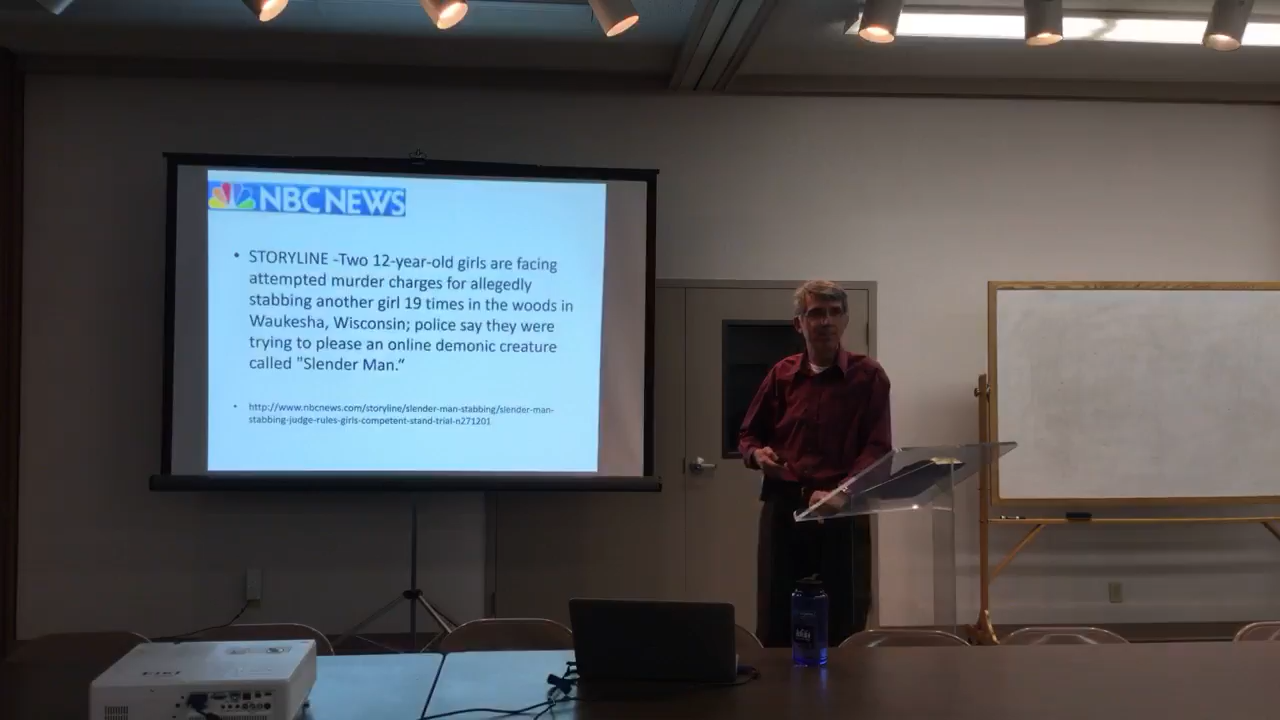 NBC NEWS
• STORYLINE -Two 12-year-old girls are facing
attempted murder charges for allegedly
stabbing another girl 19 times in the woods in
Waukesha, Wisconsin; police say they were
trying to please an online demonic creature
called "Slender Man.“
• http://www.nbcnews.com/storyline/slender-man-stabbing/slender-man-
stabbing-judge-rules-girls-competent-stand-trial-n271201